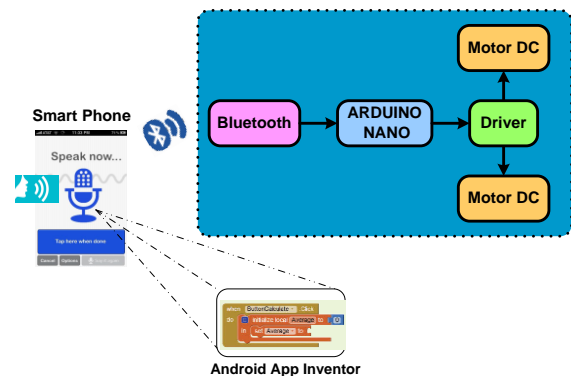 Motor DC
Smart Phone
Bluetooth
ARDUINO
NANO
Driver
Speak now...
Motor DC
Tap here when done
Cancel
Options
when ButtonCalculate .Click
do initialize local Average to
in set Average to
Android App Inventor